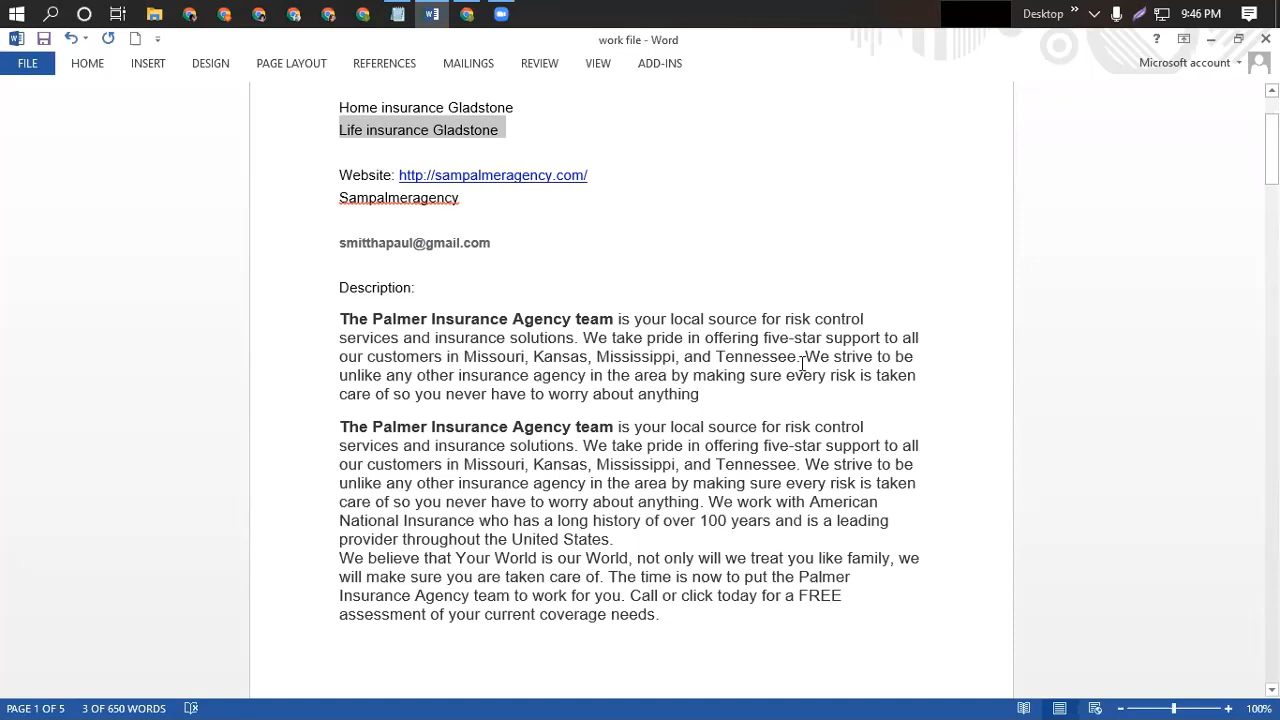 Desktop
9:46 PM
work file - Word
FILE HOME INSERT DESIGN PAGE LAYOUT REFERENCES MAILINGS REVIEW VIEW ADD-INS Microsoft account
Home insurance Gladstone
Life insurance Gladstone
Website: http://sampalmeragency.com/
Sampalmeragency
smitthapaul@gmail.com
Description:
The Palmer Insurance Agency team is your local source for risk control
services and insurance solutions. We take pride in offering five-star support to all
our customers in Missouri, Kansas, Mississippi, and Tennessee. We strive to be
unlike any other insurance agency in the area by making sure every risk is taken
care of so you never have to worry about anything
The Palmer Insurance Agency team is your local source for risk control
services and insurance solutions. We take pride in offering five-star support to all
our customers in Missouri, Kansas, Mississippi, and Tennessee. We strive to be
unlike any other insurance agency in the area by making sure every risk is taken
care of so you never have to worry about anything. We work with American
National Insurance who has a long history of over 100 years and is a leading
provider throughout the United States.
We believe that Your World is our World, not only will we treat you like family, we
will make sure you are taken care of. The time is now to put the Palmer
Insurance Agency team to work for you. Call or click today for a FREE
assessment of your current coverage needs.
PAGE 1 OF 5 3 OF 650 WORDS 100%